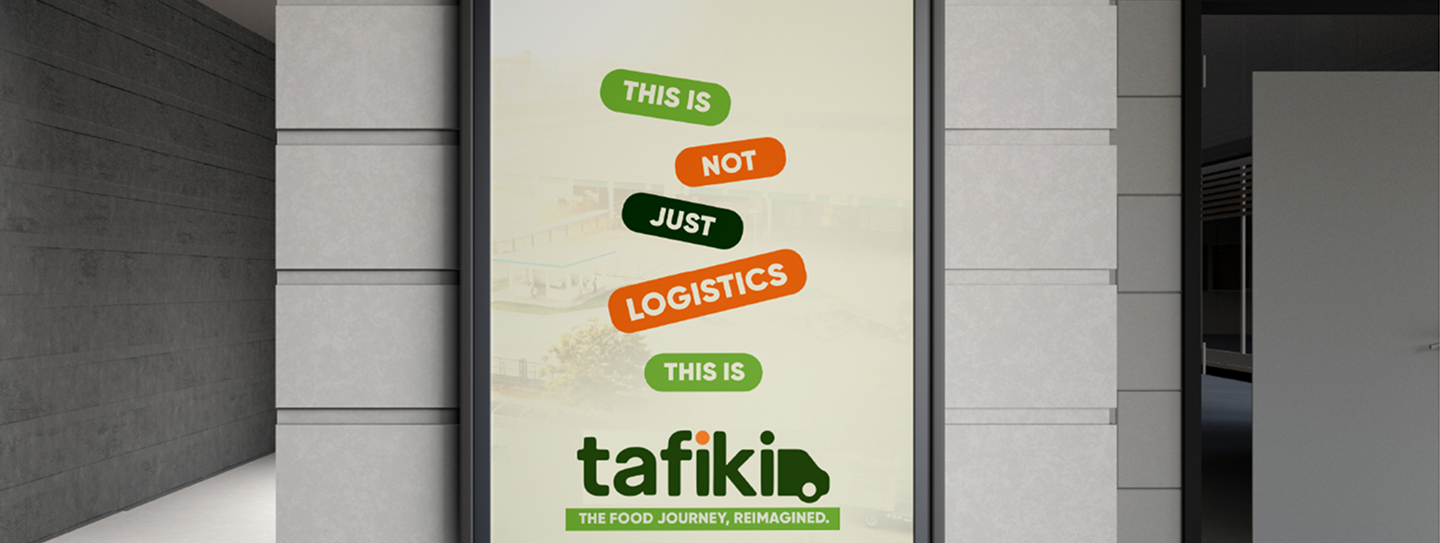 THIS IS
NOT
JUST
LOGISTICS
THIS IS
tafiki
THE FOOD JOURNEY, REIMAGINED.